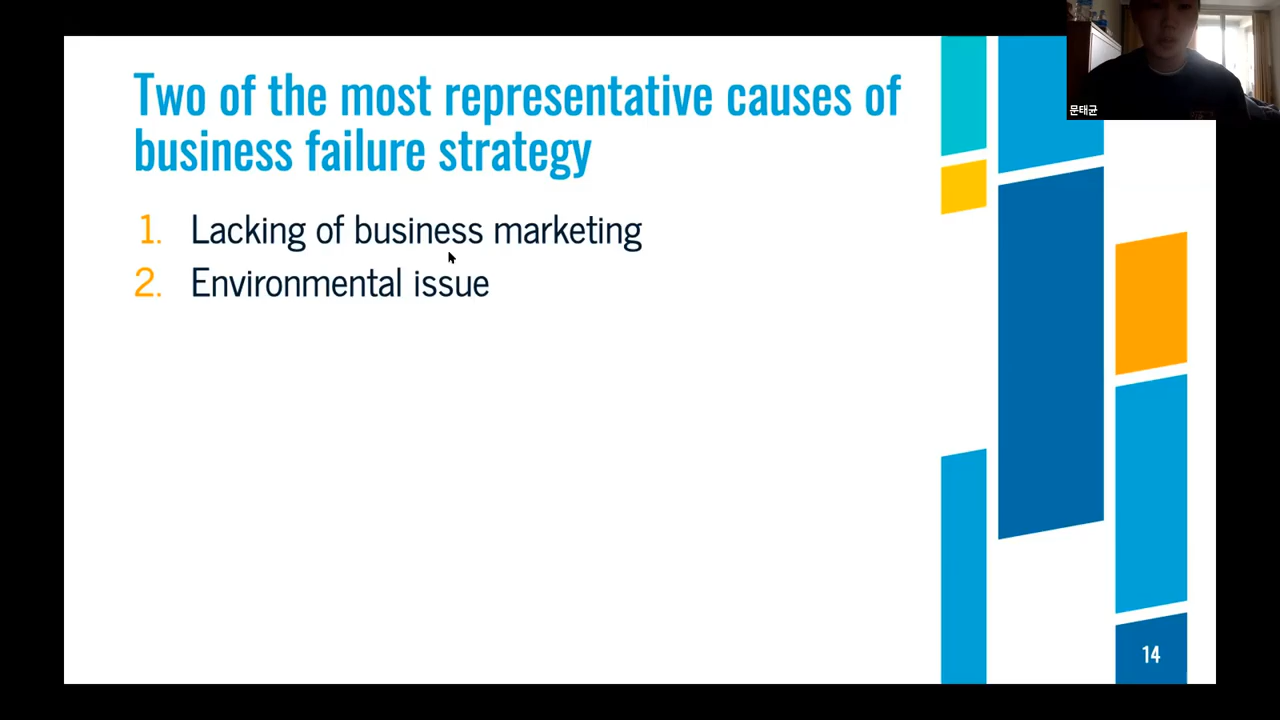 Two of the most representative causes of
business failure strategy
1. Lacking of business marketing
2. Environmental issue
문태균
14